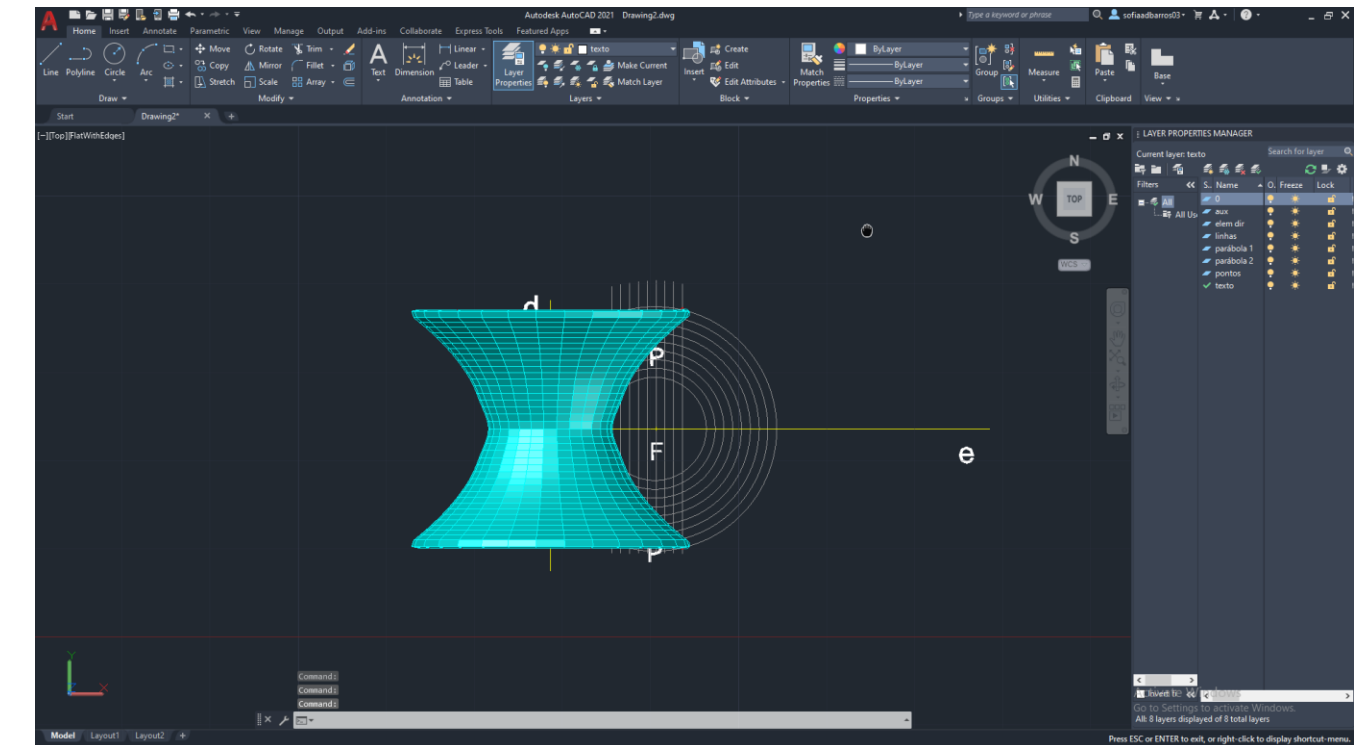 Autodesk AutoCAD 2021 Drawing2.dwg
Type a keyword or phrase
sofiaadbarros03
Home Insert Annotate Parametric View Manage Output Add-ins Collaborate Express Tools Featured Apps
Line Polyline Circle Arc
Move Rotate Trim
Copy Mirror Fillet
Stretch Scale Array
Text Dimension
Linear
Leader
Table
Layer Properties
texto
Make Current
Match Layer
Insert
Create
Edit
Edit Attributes
Match Properties
ByLayer
ByLayer
ByLayer
Group
Measure
Paste
Base
Draw Modify Annotation Layers Block Properties Groups Utilities Clipboard View
Start Drawing2* +
[−][Top][FlatWithEdges]
N
W TOP E
S
WCS
d
P
F
e
P
Y
X
LAYER PROPERTIES MANAGER
Current layer: texto
Search for layer
Filters
All
All Us
S.. Name O. Freeze Lock
0
aux
elem dir
linhas
parábola 1
parábola 2
pontos
texto
Command:
Command:
Command:
Go to Settings to activate Windows.
All: 8 layers displayed of 8 total layers
Model Layout1 Layout2 +
Press ESC or ENTER to exit, or right-click to display shortcut-menu.